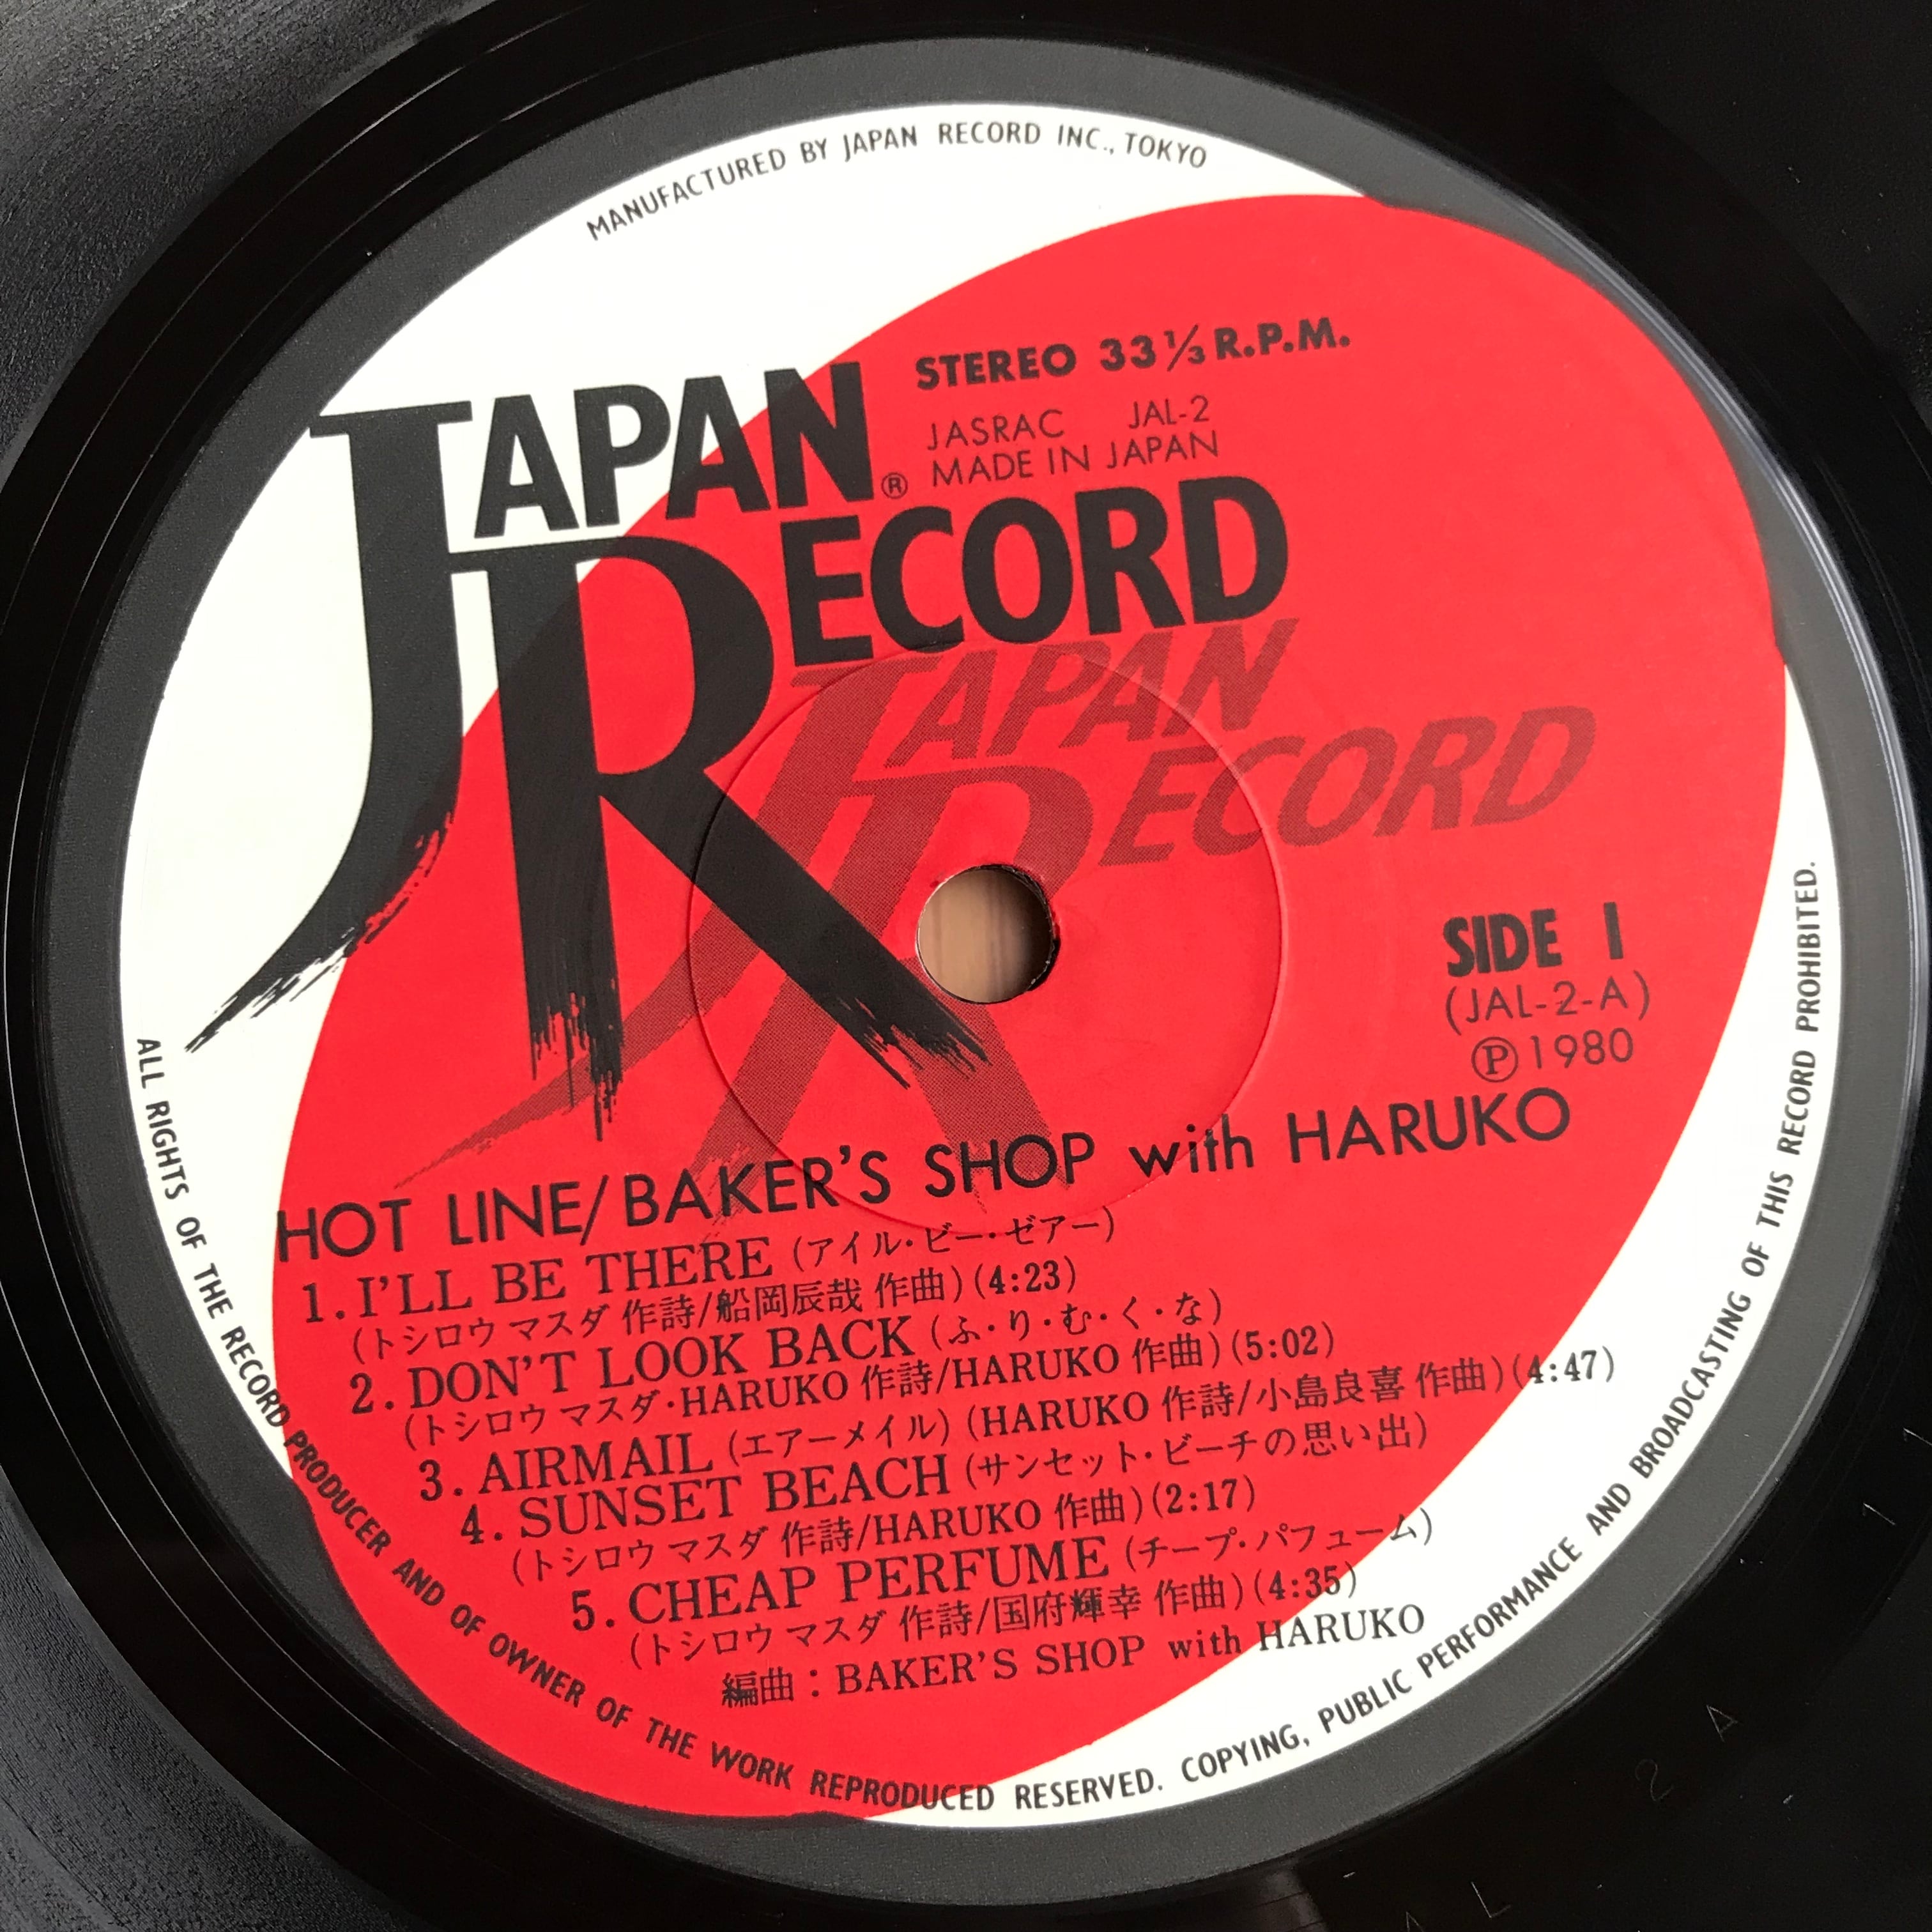 MANUFACTURED BY JAPAN RECORD INC., TOKYO
STEREO 33⅓ R.P.M.
JAPAN ®
JASRAC JAL-2
MADE IN JAPAN
RECORD
JAPAN
RECORD
SIDE 1
(JAL-2-A)
Ⓟ1980
HOT LINE/BAKER'S SHOP with HARUKO
1. I'LL BE THERE (アイル・ビー・ゼアー)
(トシロウ マスダ 作詩/船岡辰哉 作曲) (4:23)
2. DON'T LOOK BACK (ふ・り・む・く・な)
(トシロウ マスダ・HARUKO 作詩/HARUKO 作曲) (5:02)
3. AIRMAIL (エアーメイル) (HARUKO 作詩/小島良喜 作曲) (4:47)
4. SUNSET BEACH (サンセット・ビーチの思い出)
(トシロウ マスダ 作詩/HARUKO 作曲) (2:17)
5. CHEAP PERFUME (チープ・パフューム)
(トシロウ マスダ 作詩/国府輝幸 作曲) (4:35)
編曲：BAKER'S SHOP with HARUKO
ALL RIGHTS OF THE RECORD PRODUCER AND OF OWNER OF THE WORK REPRODUCED RESERVED. COPYING, PUBLIC PERFORMANCE AND BROADCASTING OF THIS RECORD PROHIBITED.